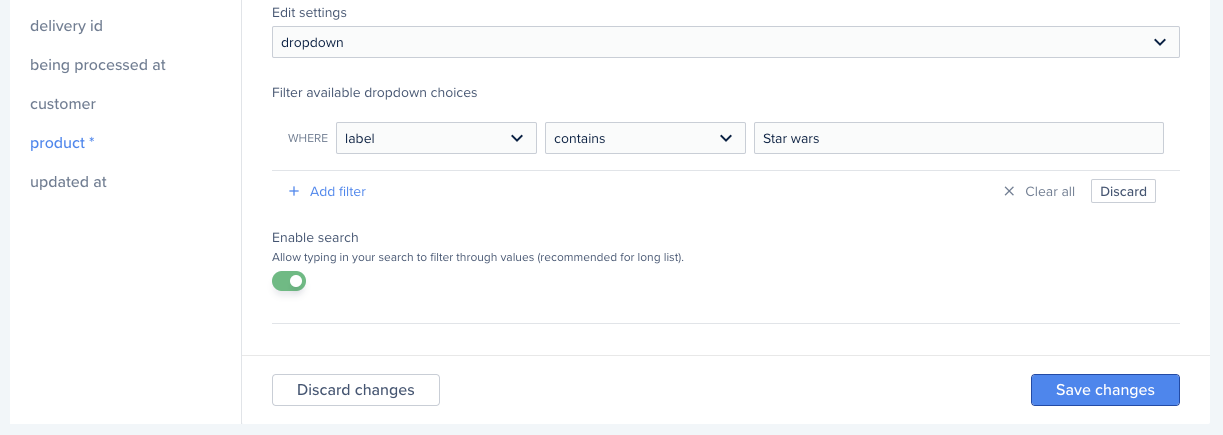 delivery id
being processed at
customer
product *
updated at
Edit settings
dropdown
Filter available dropdown choices
WHERE label contains Star wars
+ Add filter
× Clear all Discard
Enable search
Allow typing in your search to filter through values (recommended for long list).
Discard changes
Save changes